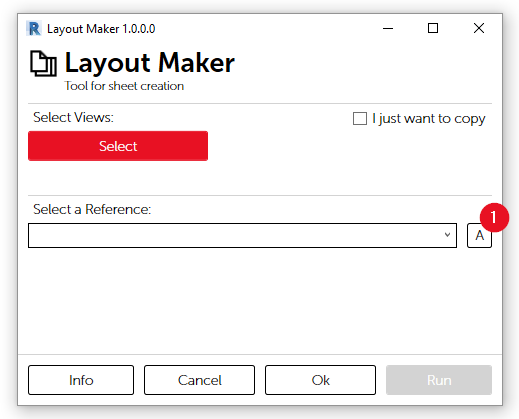 Layout Maker 1.0.0.0
Layout Maker
Tool for sheet creation
Select Views:
I just want to copy
Select
Select a Reference:
1
A
Info
Cancel
Ok
Run